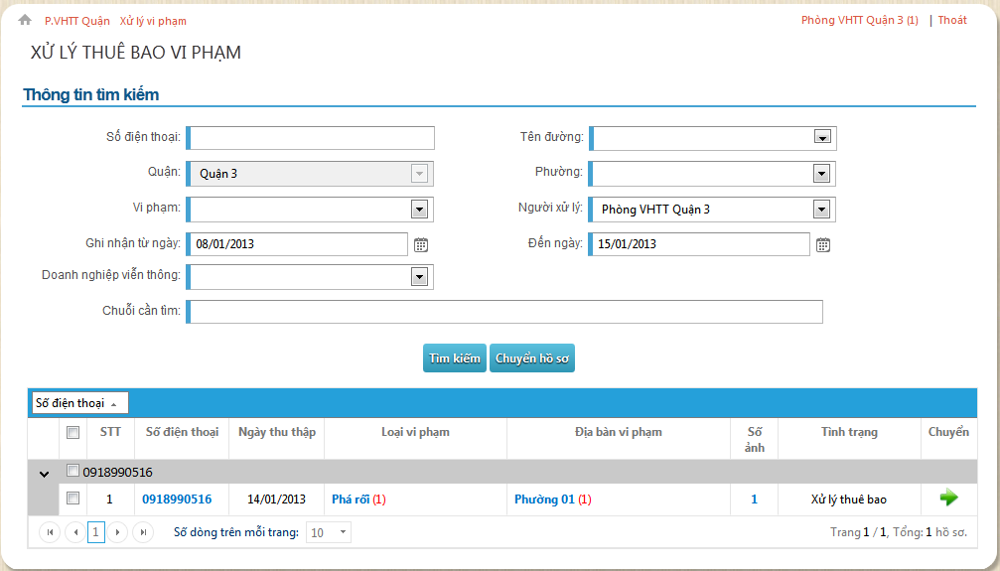 P.VHTT Quận Xử lý vi phạm Phòng VHTT Quận 3 (1) | Thoát
XỬ LÝ THUÊ BAO VI PHẠM
Thông tin tìm kiếm
Số điện thoại: Tên đường:
Quận: Quận 3 Phường:
Vi phạm: Người xử lý: Phòng VHTT Quận 3
Ghi nhận từ ngày: 08/01/2013 Đến ngày: 15/01/2013
Doanh nghiệp viễn thông:
Chuỗi cần tìm:
Tìm kiếm Chuyển hồ sơ
Số điện thoại
STT Số điện thoại Ngày thu thập Loại vi phạm Địa bàn vi phạm Số ảnh Tình trạng Chuyển
0918990516
1 0918990516 14/01/2013 Phá rối (1) Phường 01 (1) 1 Xử lý thuê bao
1 Số dòng trên mỗi trang: 10 Trang 1 / 1, Tổng: 1 hồ sơ.